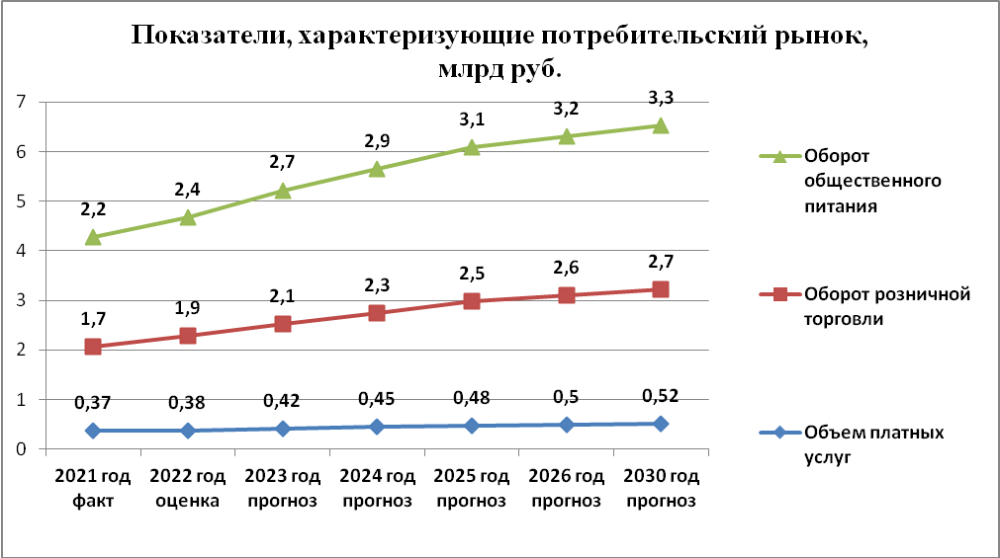 Показатели, характеризующие потребительский рынок,
млрд руб.
7
6
5
4
3
2
1
0
2,2
2,4
2,7
2,9
3,1
3,2
3,3
1,7
1,9
2,1
2,3
2,5
2,6
2,7
0,37
0,38
0,42
0,45
0,48
0,5
0,52
2021 год
факт
2022 год
оценка
2023 год
прогноз
2024 год
прогноз
2025 год
прогноз
2026 год
прогноз
2030 год
прогноз
Оборот
общественного
питания
Оборот розничной
торговли
Объем платных
услуг